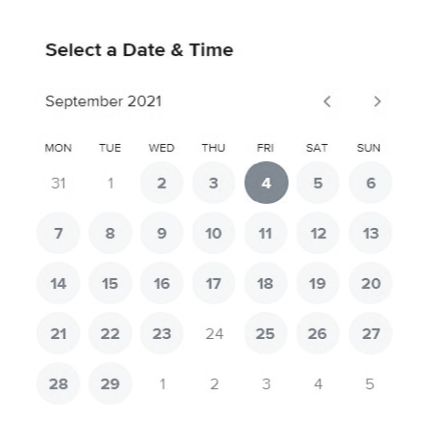 Select a Date & Time
September 2021
MON TUE WED THU FRI SAT SUN
31 1 2 3 4 5 6
7 8 9 10 11 12 13
14 15 16 17 18 19 20
21 22 23 24 25 26 27
28 29 1 2 3 4 5